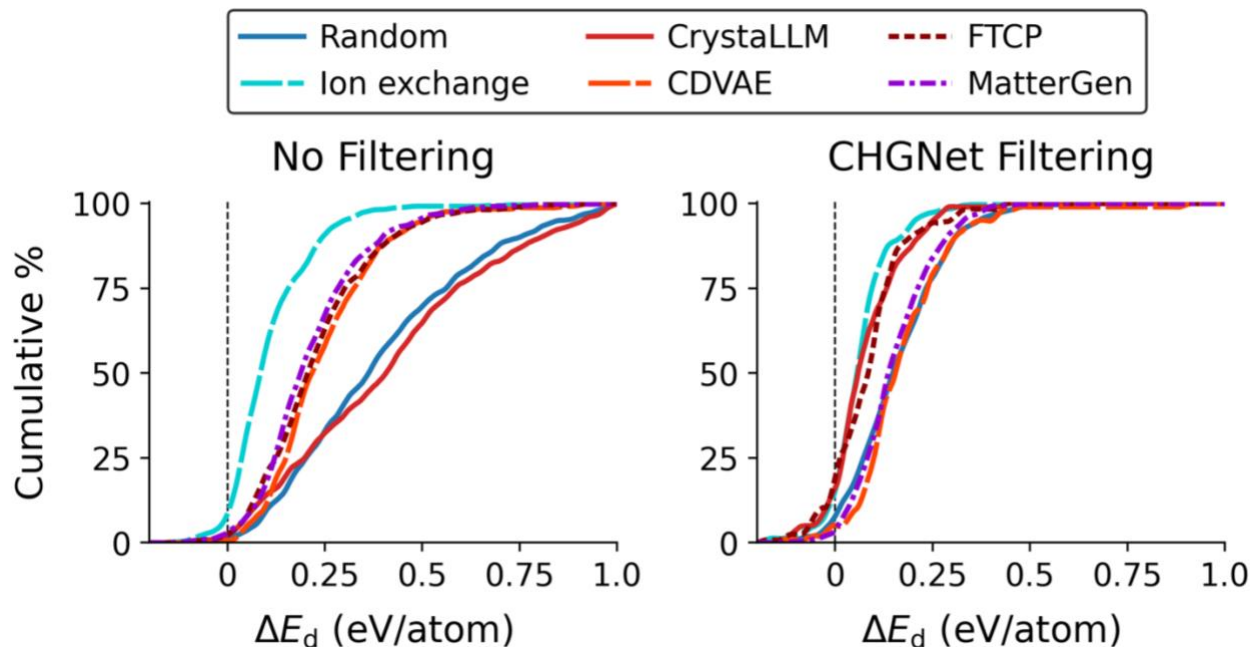 Random CrystaLLM FTCP
Ion exchange CDVAE MatterGen
No Filtering CHGNet Filtering
Cumulative %
100 100
75 75
50 50
25 25
0 0
0 0.25 0.5 0.75 1.0 0 0.25 0.5 0.75 1.0
ΔE_d (eV/atom) ΔE_d (eV/atom)